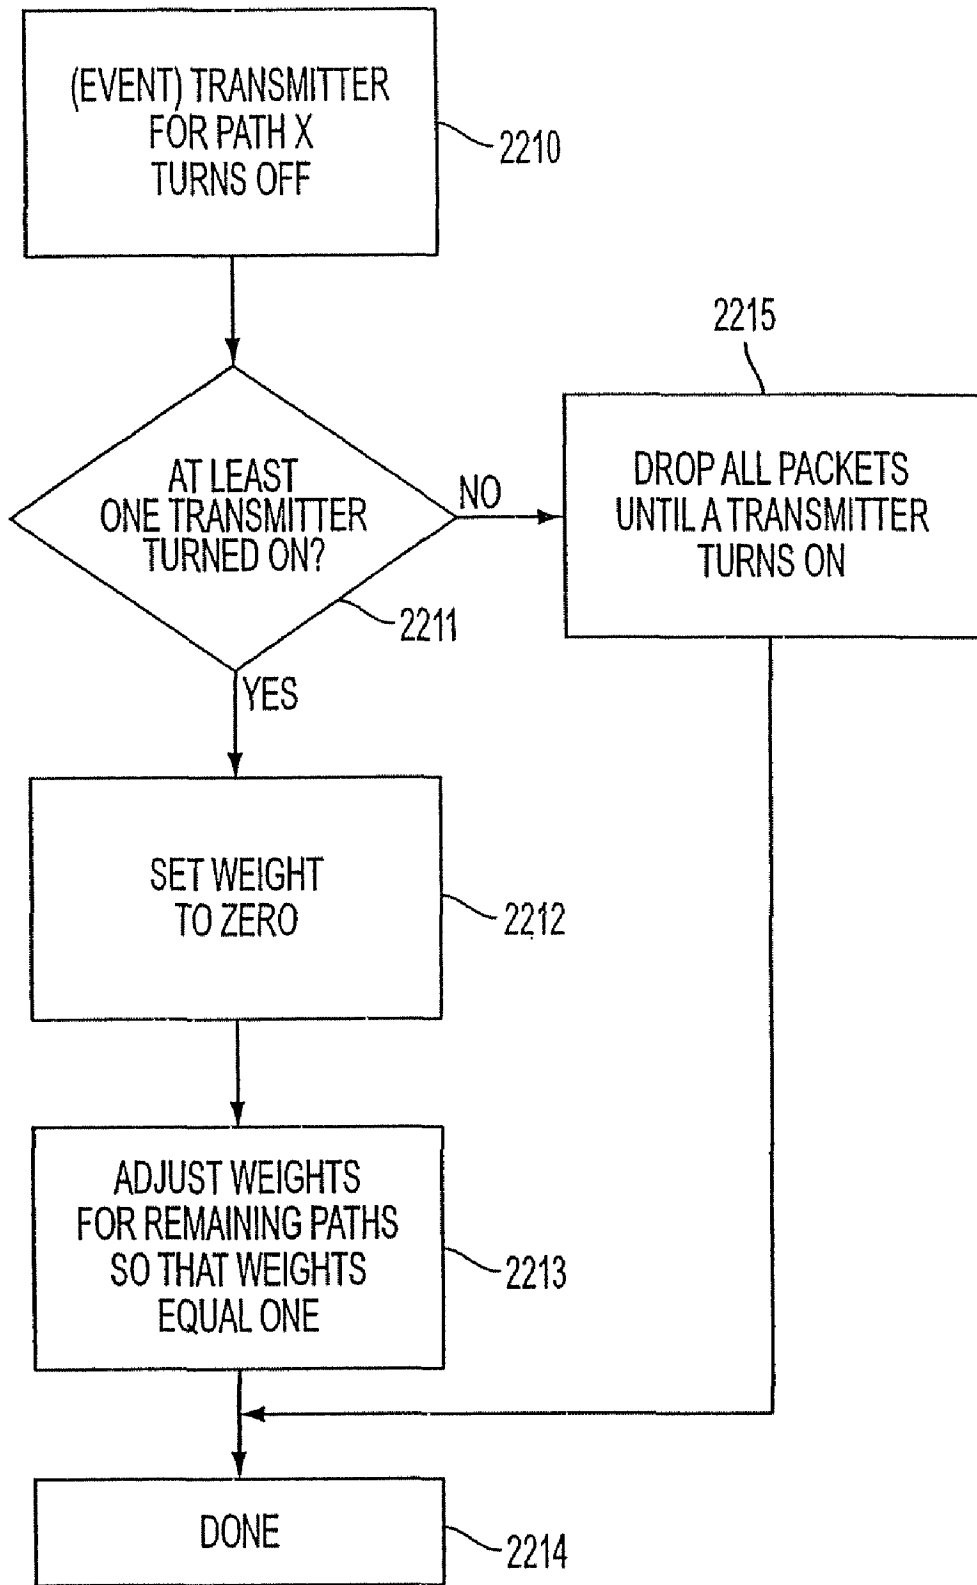 (EVENT) TRANSMITTER
FOR PATH X
TURNS OFF
2210
2215
AT LEAST
ONE TRANSMITTER
TURNED ON?
NO
2211
YES
DROP ALL PACKETS
UNTIL A TRANSMITTER
TURNS ON
SET WEIGHT
TO ZERO
2212
ADJUST WEIGHTS
FOR REMAINING PATHS
SO THAT WEIGHTS
EQUAL ONE
2213
DONE
2214